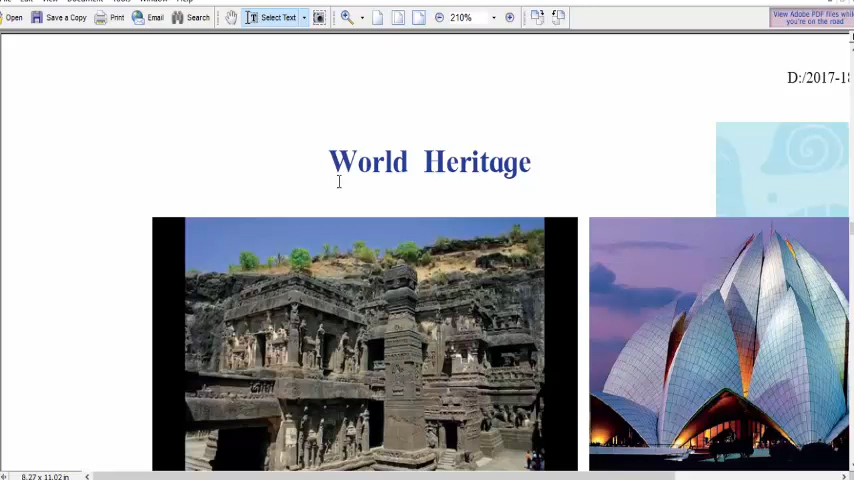 Open Save a Copy Print Email Search Select Text 210% View Adobe PDF files while
you're on the road
D:/2017-18
World Heritage
8.27 x 11.02 in